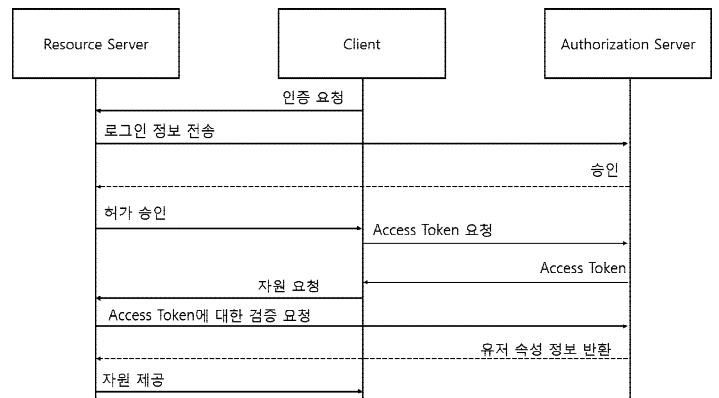 Resource Server
Client
Authorization Server
인증 요청
로그인 정보 전송
승인
허가 승인
Access Token 요청
Access Token
자원 요청
Access Token에 대한 검증 요청
유저 속성 정보 반환
자원 제공